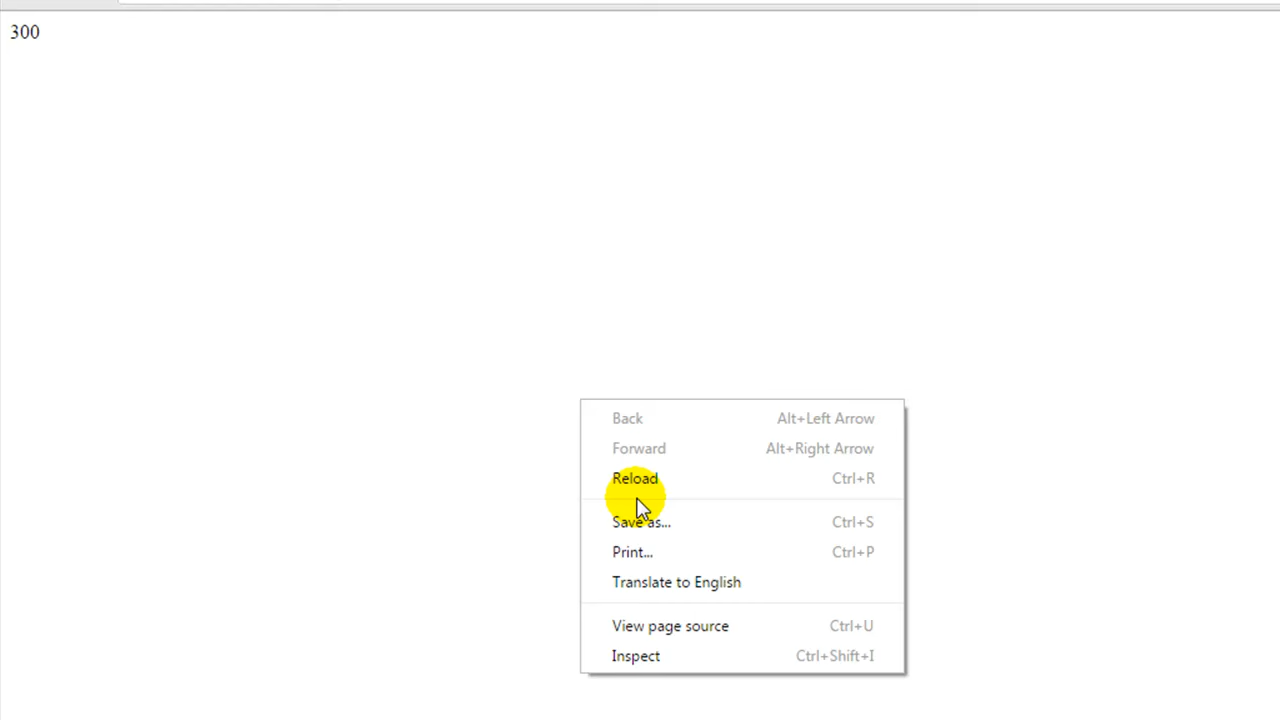 300
Back Alt+Left Arrow
Forward Alt+Right Arrow
Reload Ctrl+R
Save as... Ctrl+S
Print... Ctrl+P
Translate to English
View page source Ctrl+U
Inspect Ctrl+Shift+I